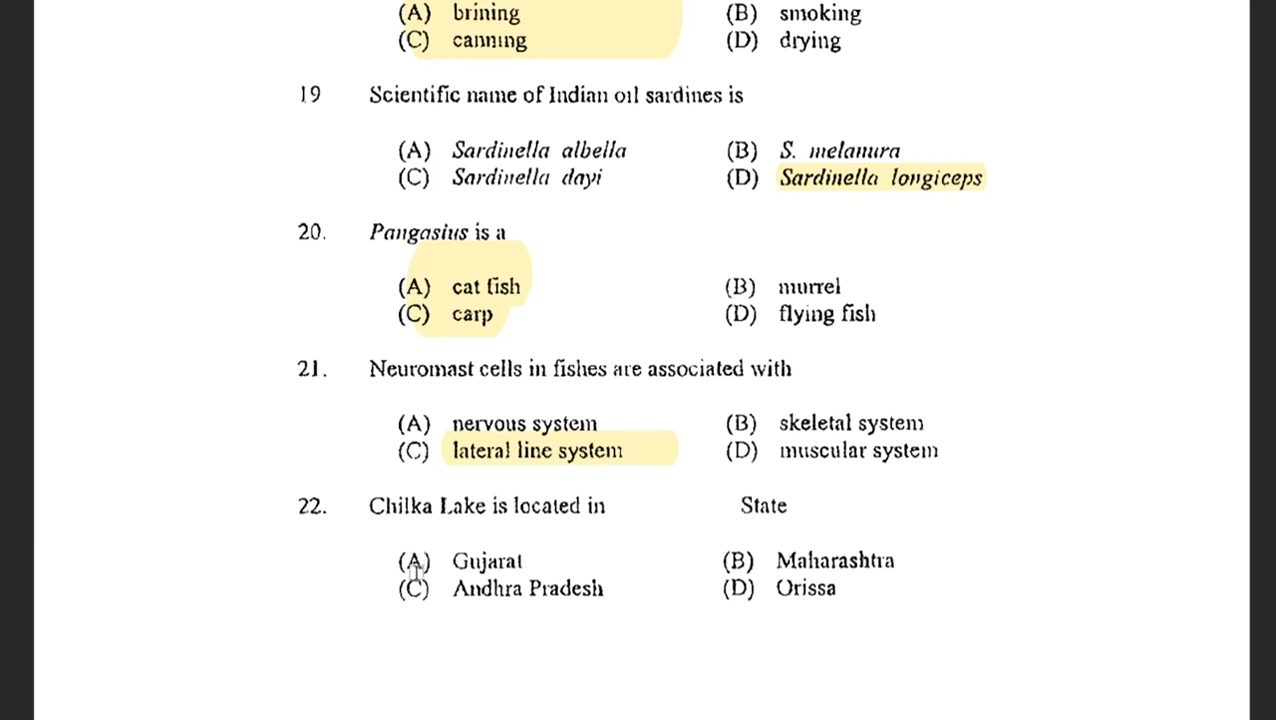 (A) brining (B) smoking
(C) canning (D) drying
19 Scientific name of Indian oil sardines is
(A) Sardinella albella (B) S. melanura
(C) Sardinella dayi (D) Sardinella longiceps
20. Pangasius is a
(A) cat fish (B) murrel
(C) carp (D) flying fish
21. Neuromast cells in fishes are associated with
(A) nervous system (B) skeletal system
(C) lateral line system (D) muscular system
22. Chilka Lake is located in State
(A) Gujarat (B) Maharashtra
(C) Andhra Pradesh (D) Orissa